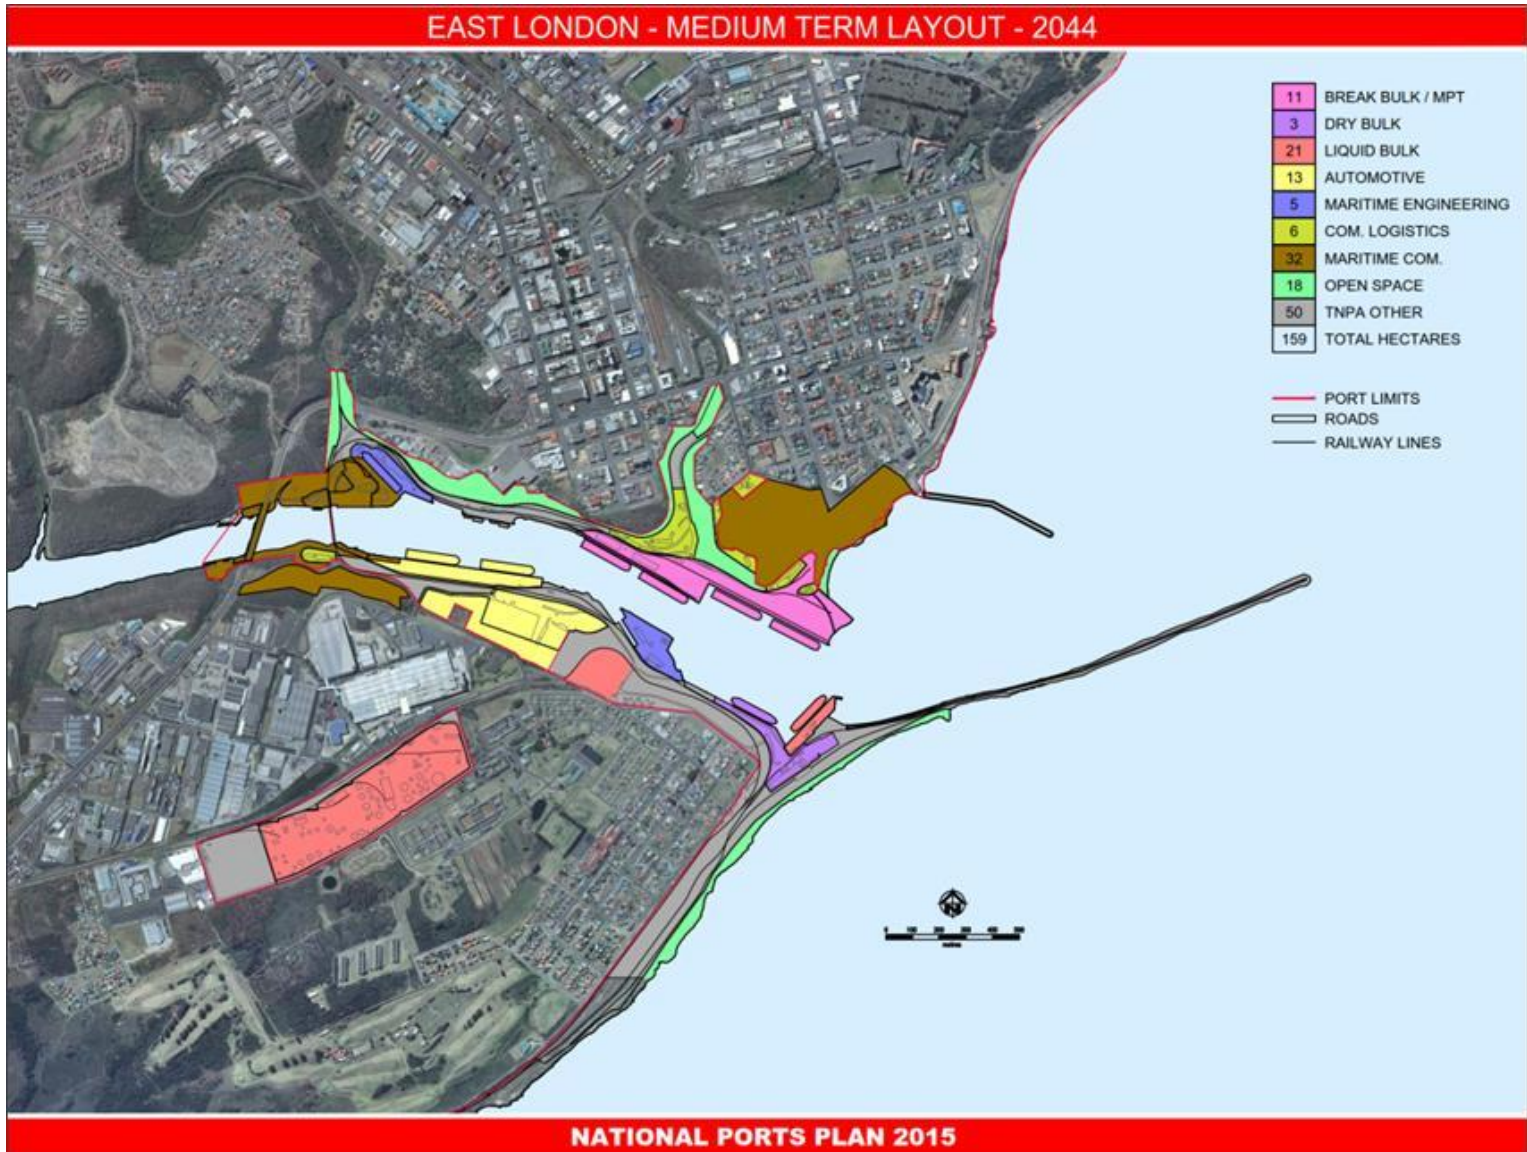 EAST LONDON - MEDIUM TERM LAYOUT - 2044
11 BREAK BULK / MPT
3 DRY BULK
21 LIQUID BULK
13 AUTOMOTIVE
5 MARITIME ENGINEERING
6 COM. LOGISTICS
32 MARITIME COM.
18 OPEN SPACE
50 TNPA OTHER
159 TOTAL HECTARES
PORT LIMITS
ROADS
RAILWAY LINES
N
NATIONAL PORTS PLAN 2015